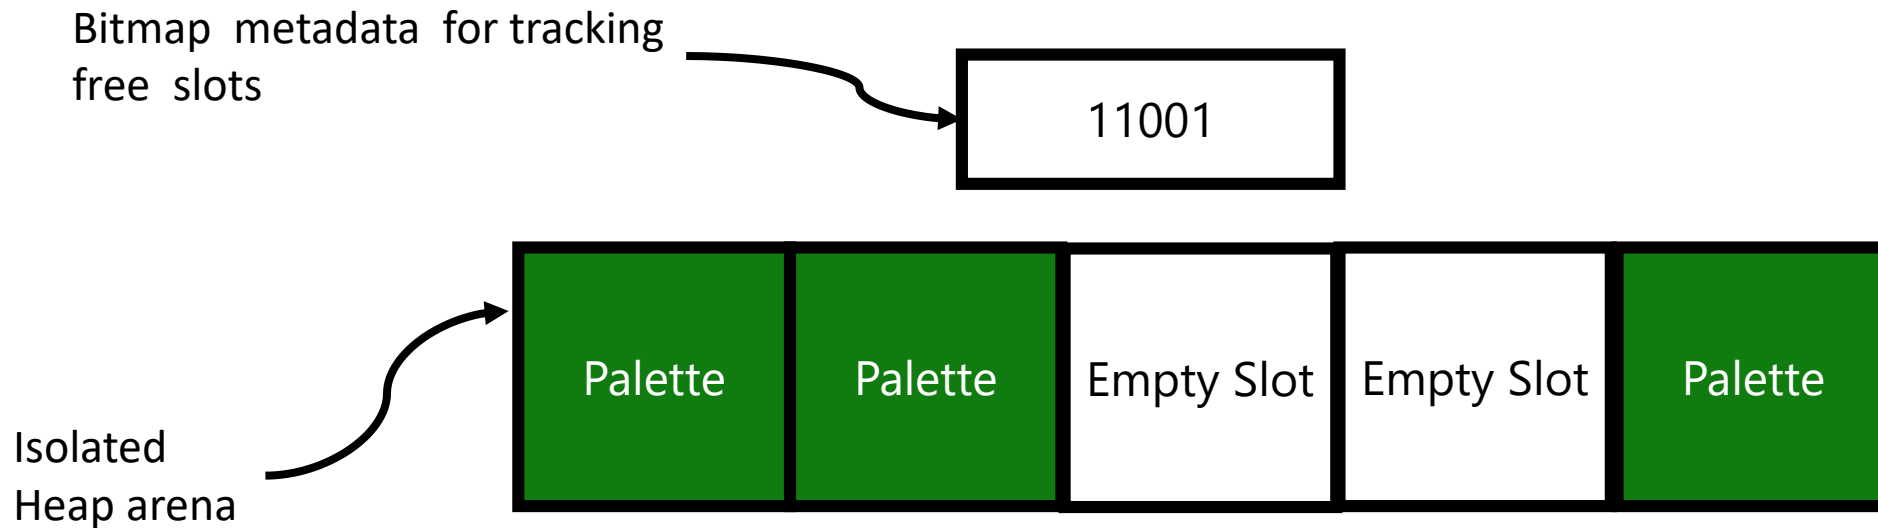 Bitmap metadata for tracking
free slots
11001
Palette
Palette
Empty Slot
Empty Slot
Palette
Isolated
Heap arena